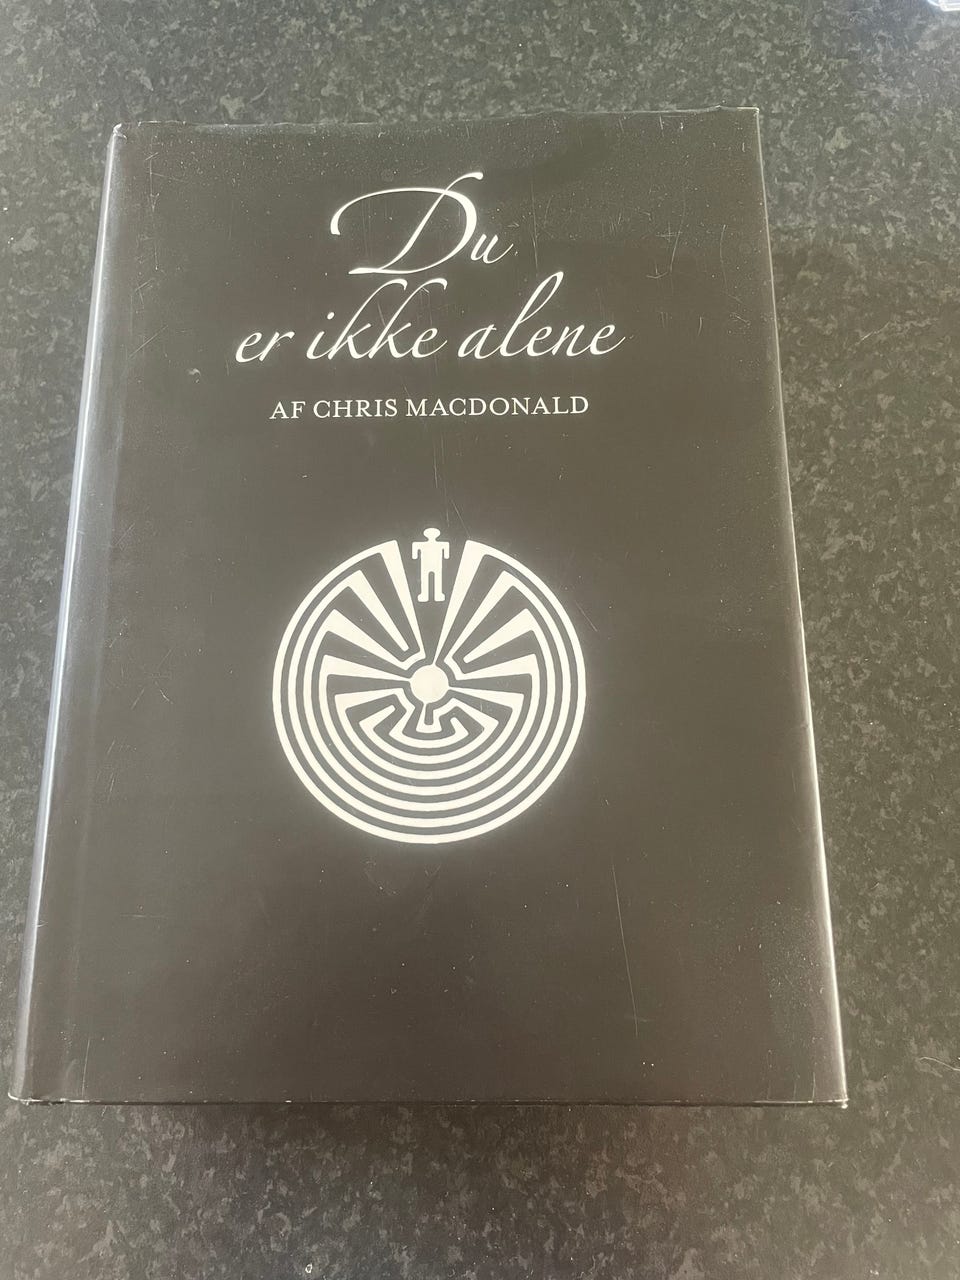 Du
er ikke alene
AF CHRIS MACDONALD